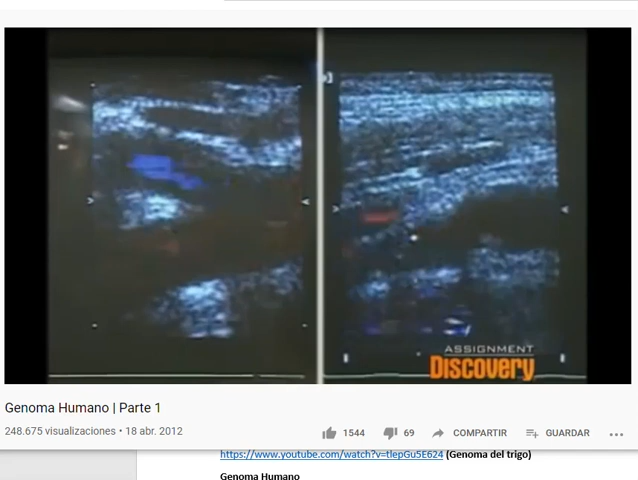 ASSIGNMENT
Discovery
Genoma Humano | Parte 1
248.675 visualizaciones • 18 abr. 2012
1544
69
COMPARTIR
GUARDAR
https://www.youtube.com/watch?v=tlepGu5E624 (Genoma del trigo)
Genoma Humano